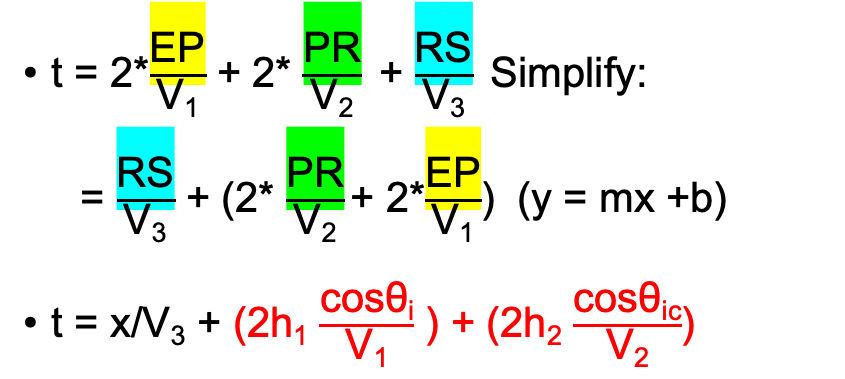 • t = 2*EP/V₁ + 2* PR/V₂ + RS/V₃ Simplify:
= RS/V₃ + (2* PR/V₂ + 2*EP/V₁) (y = mx +b)
• t = x/V₃ + (2h₁ cosθᵢ/V₁ ) + (2h₂ cosθic/V₂)